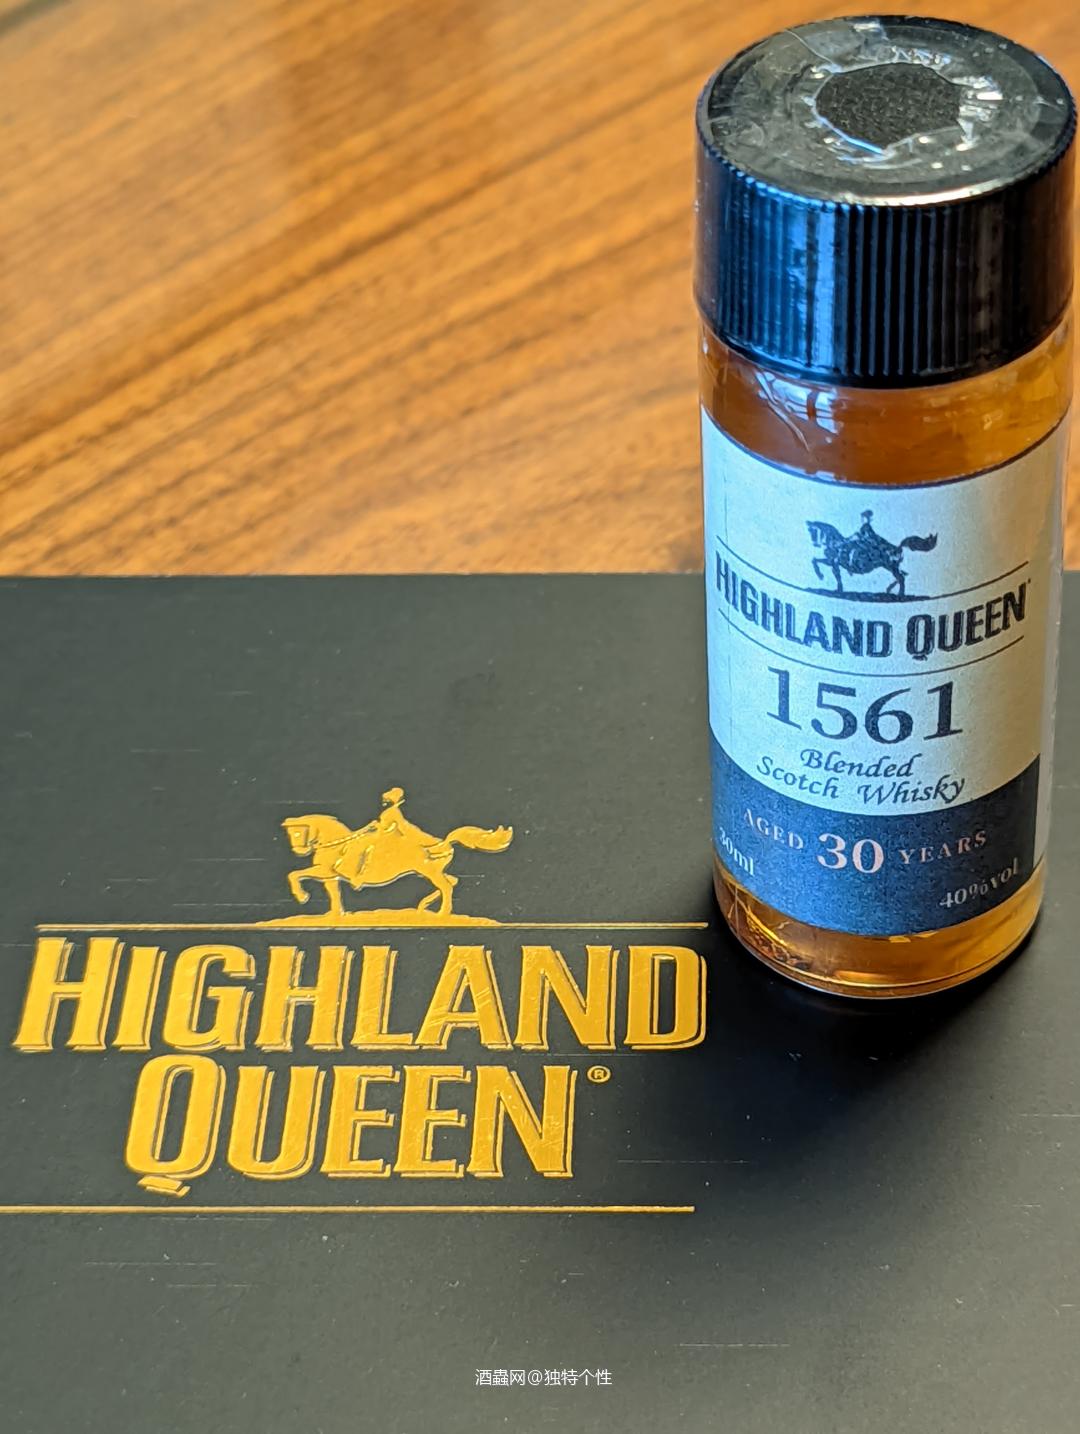 HIGHLAND QUEEN
1561
Blended
Scotch Whisky
AGED 30 YEARS
30ml
40%vol
HIGHLAND
QUEEN®
酒蟲网@独特个性